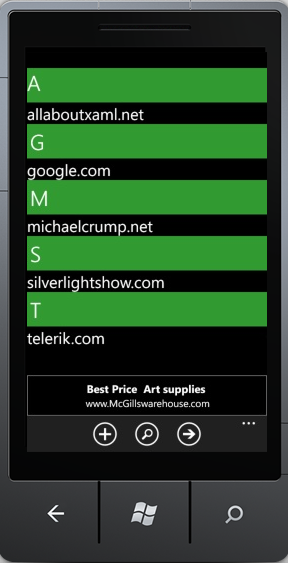 A
allaboutxaml.net
G
google.com
M
michaelcrump.net
S
silverlightshow.com
T
telerik.com
Best Price Art supplies
www.McGillswarehouse.com